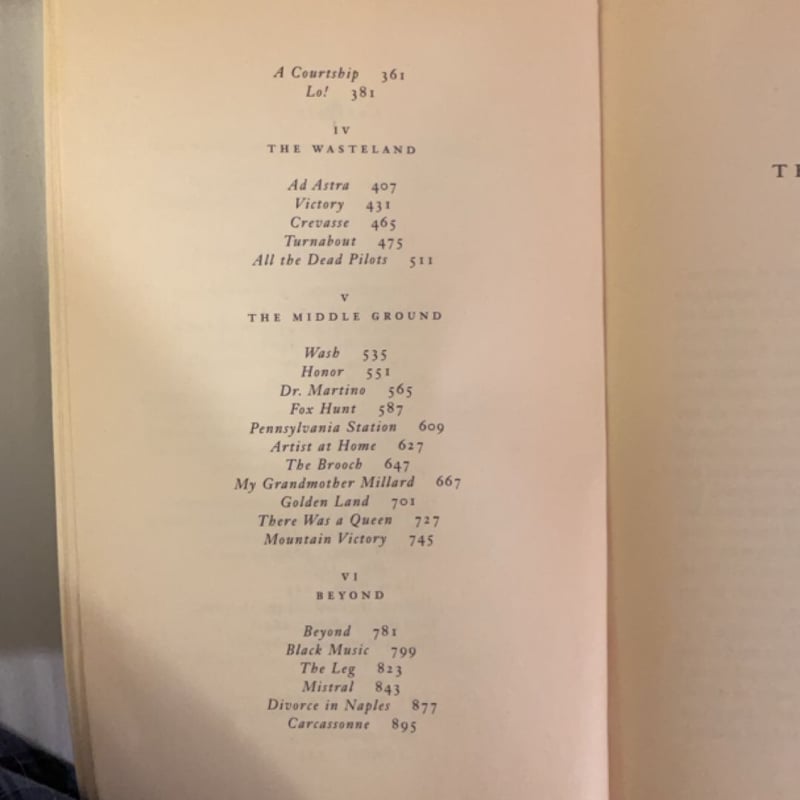 A Courtship 361
Lo! 381
IV
THE WASTELAND
Ad Astra 407
Victory 431
Crevasse 465
Turnabout 475
All the Dead Pilots 511
V
THE MIDDLE GROUND
Wash 535
Honor 551
Dr. Martino 565
Fox Hunt 587
Pennsylvania Station 609
Artist at Home 627
The Brooch 647
My Grandmother Millard 667
Golden Land 701
There Was a Queen 727
Mountain Victory 745
VI
BEYOND
Beyond 781
Black Music 799
The Leg 823
Mistral 843
Divorce in Naples 877
Carcassonne 895